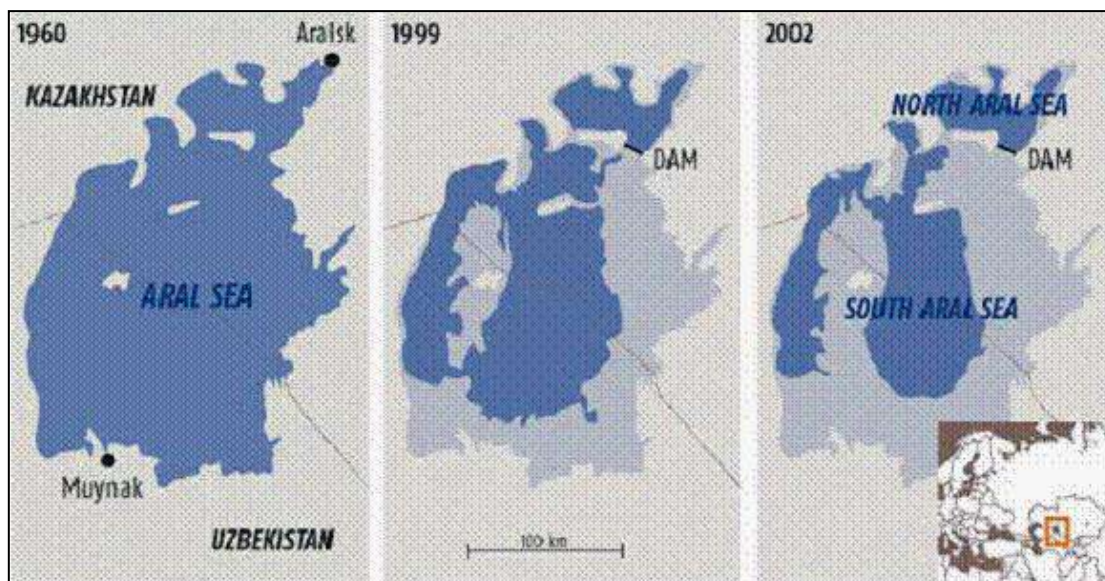 1960
Aralsk
KAZAKHSTAN
ARAL SEA
Muynak
UZBEKISTAN
1999
DAM
100 km
2002
NORTH ARAL SEA
DAM
SOUTH ARAL SEA